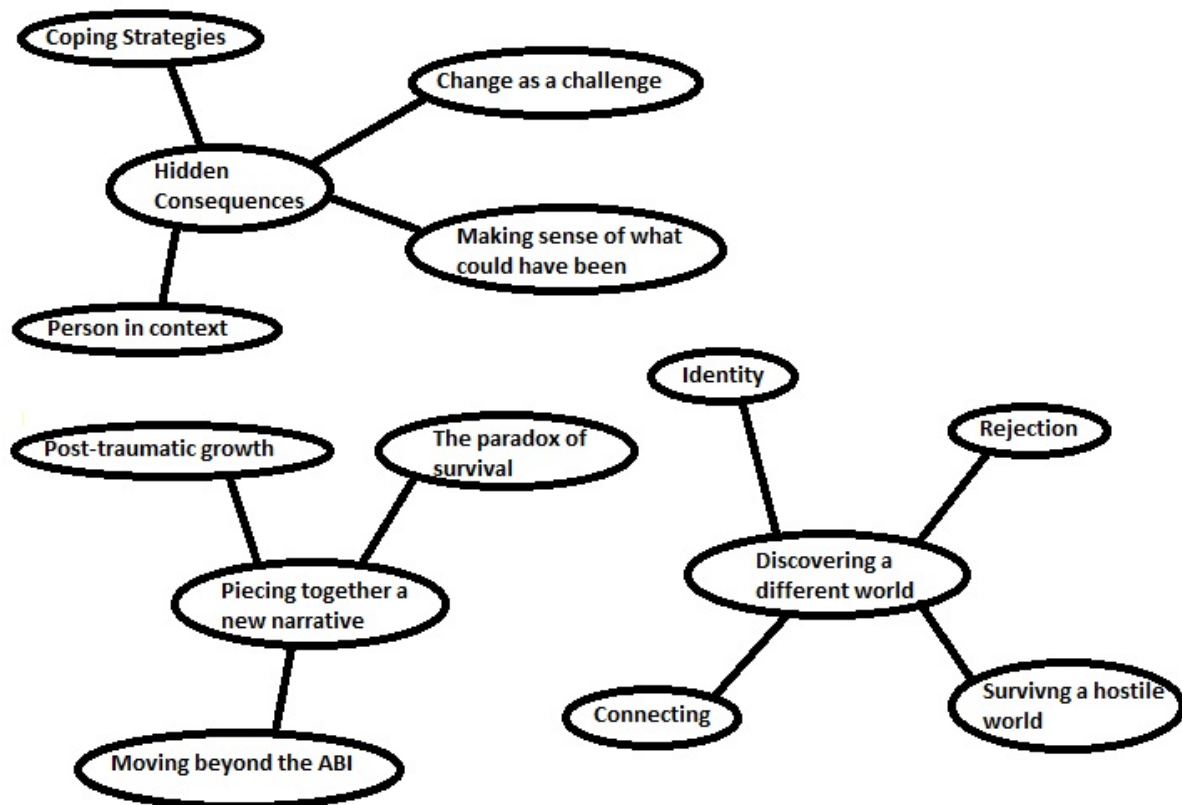 Coping Strategies
Change as a challenge
Hidden
Consequences
Making sense of what
could have been
Person in context
Identity
Rejection
Post-traumatic growth
The paradox of
survival
Discovering a
different world
Piecing together a
new narrative
Survivng a hostile
world
Connecting
Moving beyond the ABI